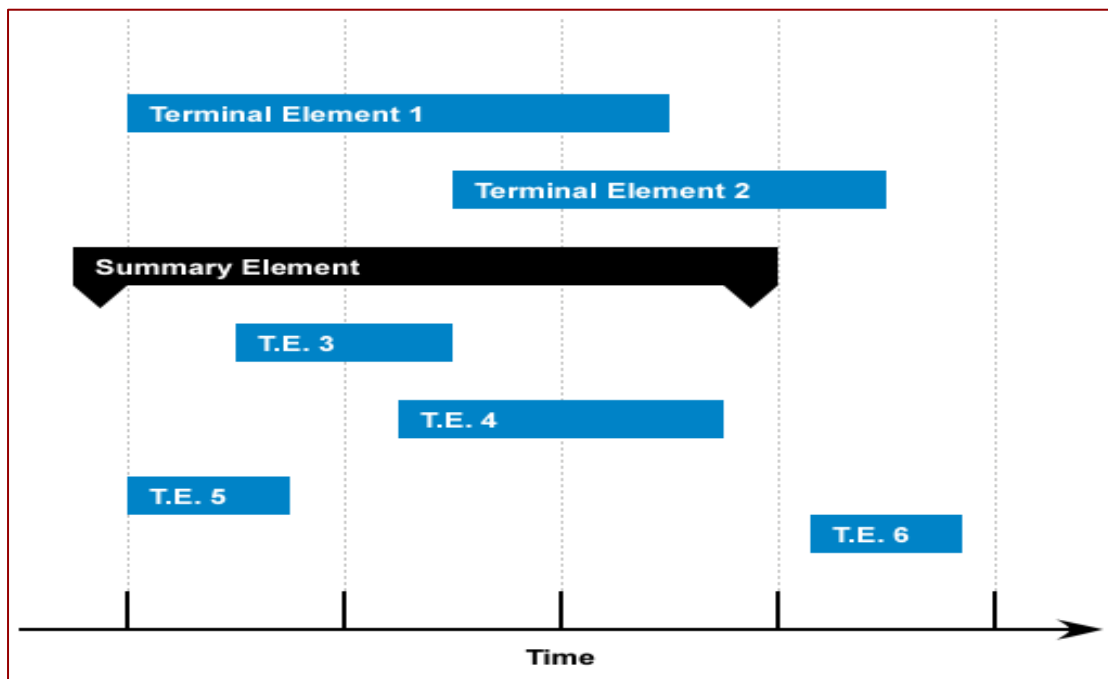 Terminal Element 1
Terminal Element 2
Summary Element
T.E. 3
T.E. 4
T.E. 5
T.E. 6
Time